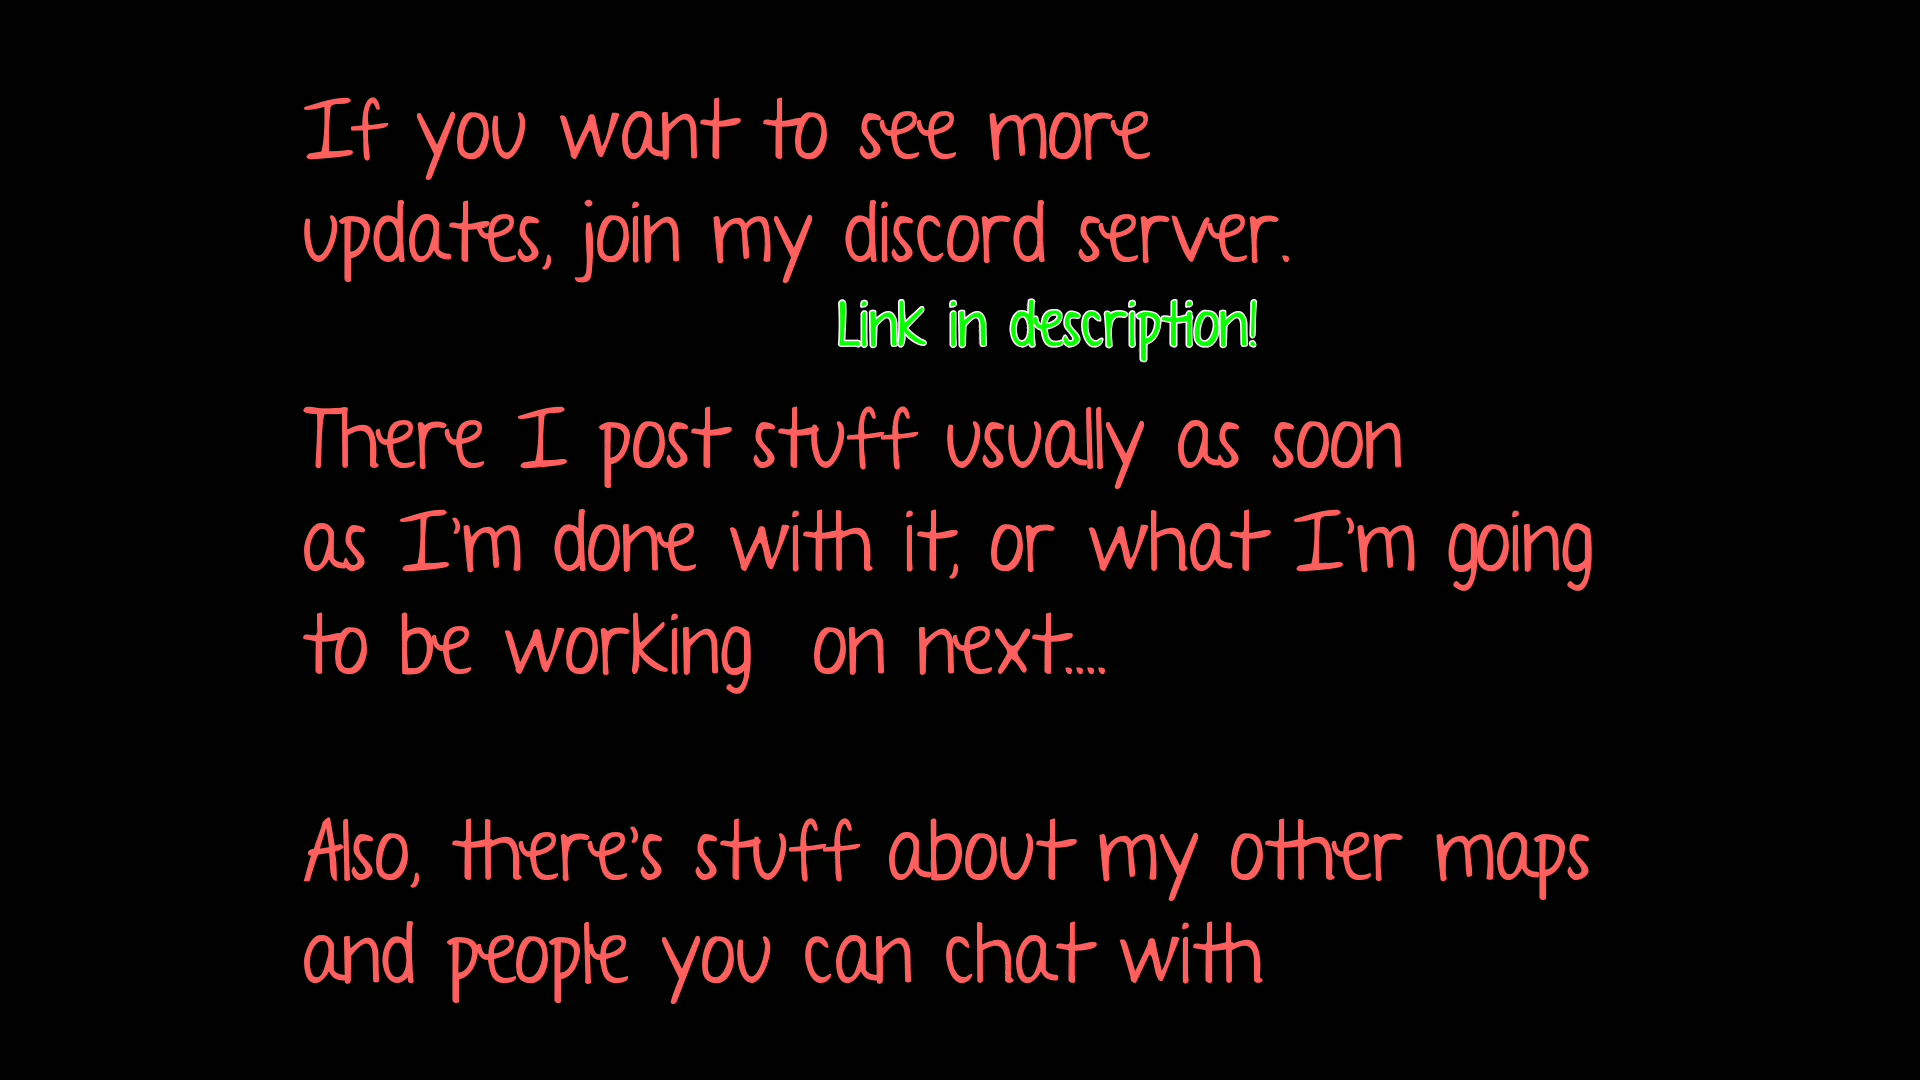 If you want to see more
updates, join my discord server.
Link in description!
There I post stuff usually as soon
as I'm done with it, or what I'm going
to be working  on next....
Also, there's stuff about my other maps
and people you can chat with